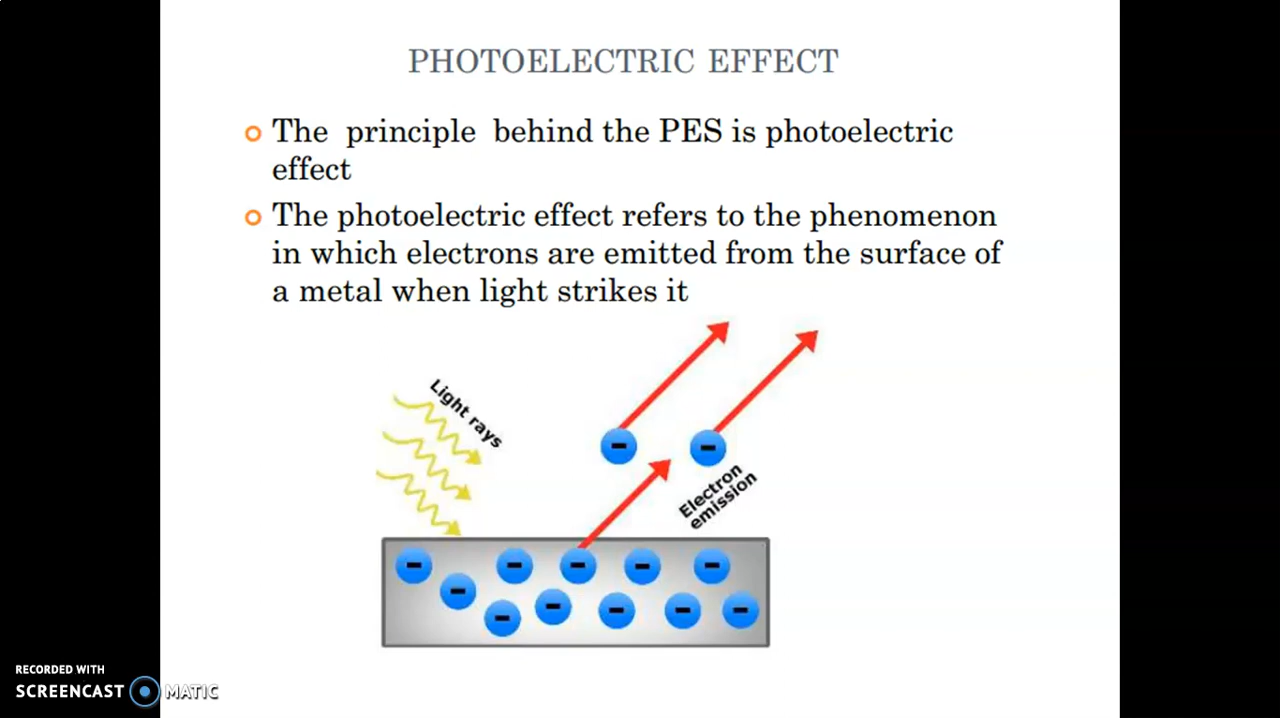 PHOTOELECTRIC EFFECT
The principle behind the PES is photoelectric
effect
The photoelectric effect refers to the phenomenon
in which electrons are emitted from the surface of
a metal when light strikes it
Light rays
Electron
emission
RECORDED WITH
SCREENCAST MATIC